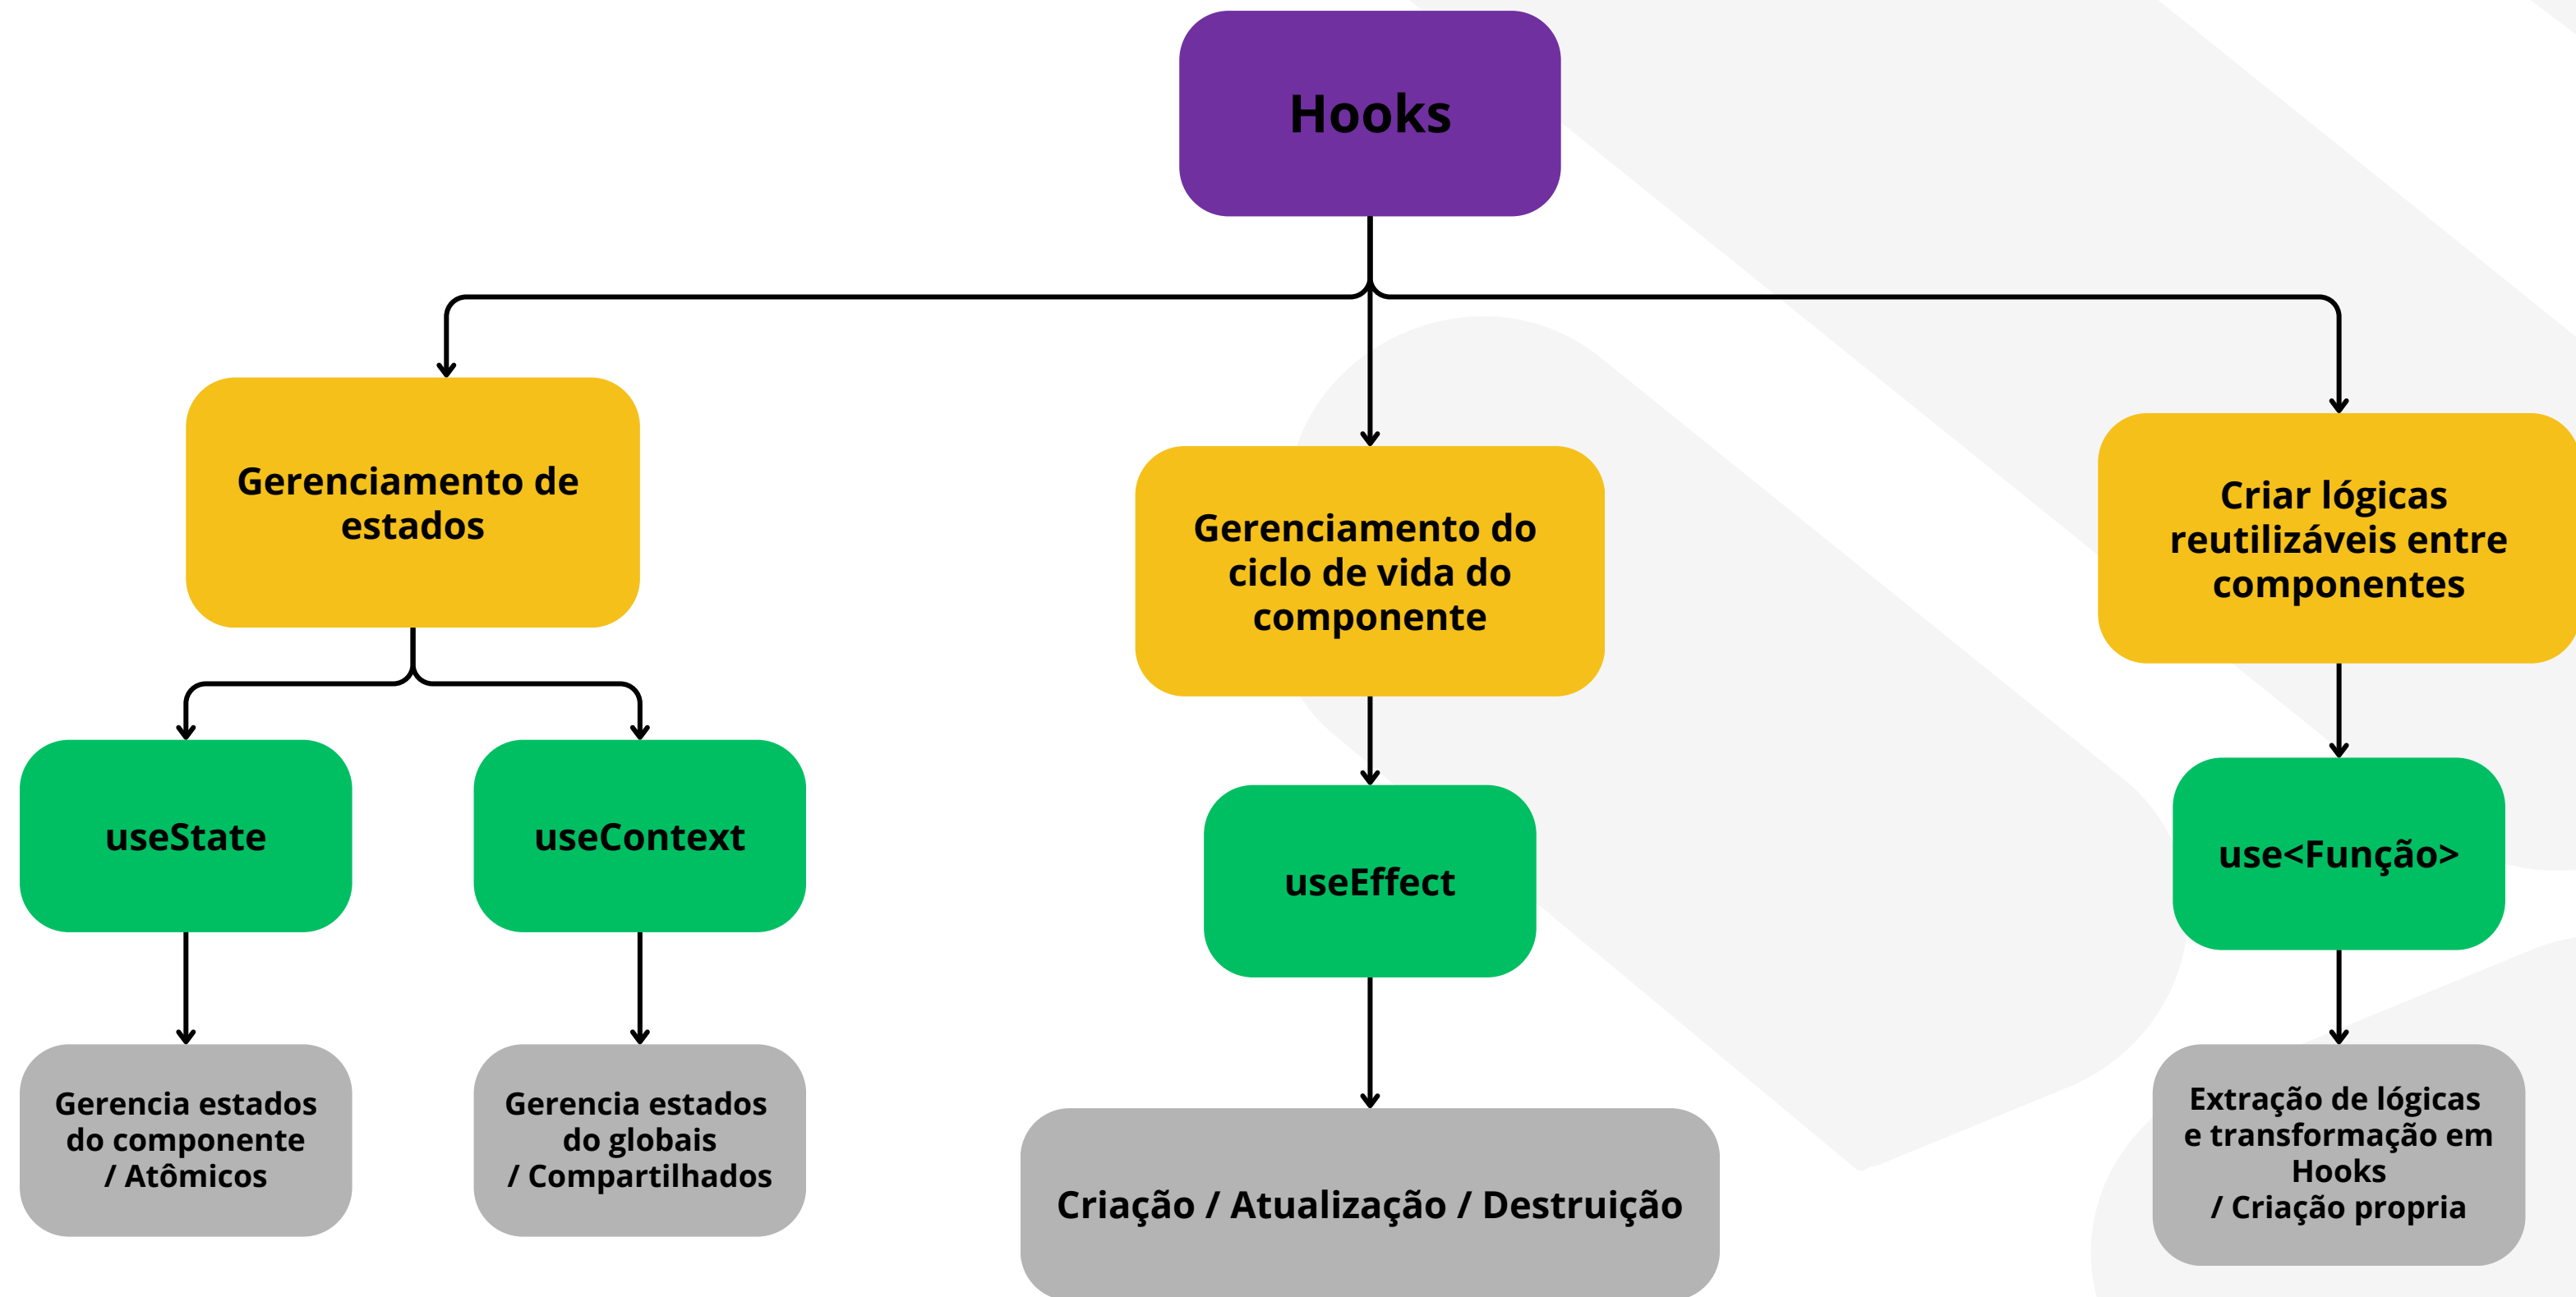 Hooks
Gerenciamento de
estados
Gerenciamento do
ciclo de vida do
componente
Criar lógicas
reutilizáveis entre
componentes
useState
useContext
useEffect
use<Função>
Gerencia estados
do componente
/ Atômicos
Gerencia estados
do globais
/ Compartilhados
Criação / Atualização / Destruição
Extração de lógicas
e transformação em
Hooks
/ Criação propria